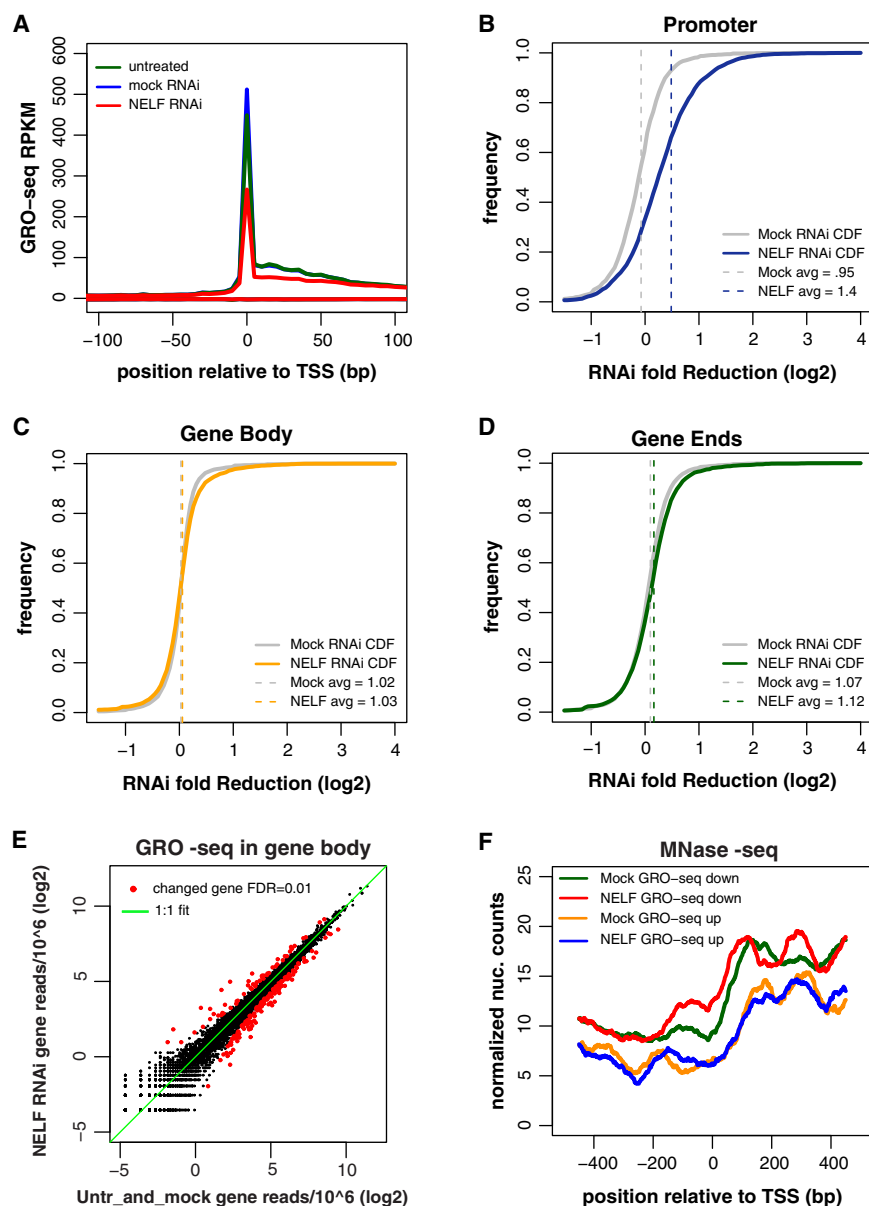 A
600
500
400
300
200
100
0
GRO-seq RPKM
untreated
mock RNAi
NELF RNAi
−100
−50
0
50
100
position relative to TSS (bp)
B
Promoter
1.0
0.8
0.6
0.4
0.2
0.0
frequency
Mock RNAi CDF
NELF RNAi CDF
Mock avg = .95
NELF avg = 1.4
−1
0
1
2
3
4
RNAi fold Reduction (log2)
C
Gene Body
1.0
0.8
0.6
0.4
0.2
0.0
frequency
Mock RNAi CDF
NELF RNAi CDF
Mock avg = 1.02
NELF avg = 1.03
−1
0
1
2
3
4
RNAi fold Reduction (log2)
D
Gene Ends
1.0
0.8
0.6
0.4
0.2
0.0
frequency
Mock RNAi CDF
NELF RNAi CDF
Mock avg = 1.07
NELF avg = 1.12
−1
0
1
2
3
4
RNAi fold Reduction (log2)
E
GRO -seq in gene body
10
5
0
−5
NELF RNAi gene reads/10^6 (log2)
changed gene FDR=0.01
1:1 fit
−5
0
5
10
Untr_and_mock gene reads/10^6 (log2)
F
MNase -seq
25
20
15
10
5
0
normalized nuc. counts
Mock GRO−seq down
NELF GRO−seq down
Mock GRO−seq up
NELF GRO−seq up
−400
−200
0
200
400
position relative to TSS (bp)